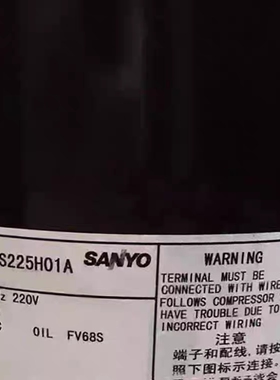 S225H01A SANYO
z 220V
C OIL FV68S
WARNING
TERMINAL MUST BE
CONNECTED WITH WIRE
FOLLOWS COMPRESSOR
HAVE TROUBLE DUE TO
INCORRECT WIRING
注意
端子和配线,请按
照下图标示连接,